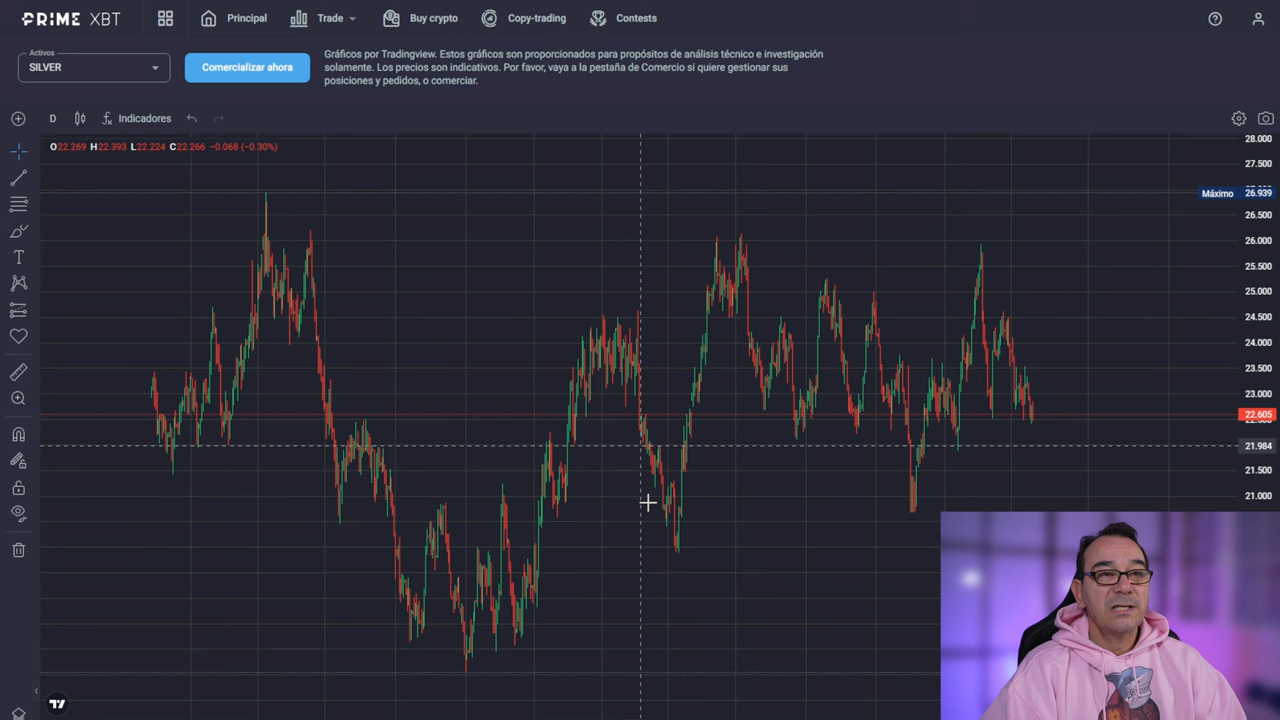 PRIME XBT
Principal
Trade
Buy crypto
Copy-trading
Contests
Activos
SILVER
Comercializar ahora
Gráficos por Tradingview. Estos gráficos son proporcionados para propósitos de análisis técnico e investigación
solamente. Los precios son indicativos. Por favor, vaya a la pestaña de Comercio si quiere gestionar sus
posiciones y pedidos, o comerciar.
D
Indicadores
O22.269 H22.393 L22.224 C22.266 −0.068 (−0.30%)
28.000
27.500
Máximo 26.939
26.500
26.000
25.500
25.000
24.500
24.000
23.500
23.000
22.605
21.984
21.500
21.000